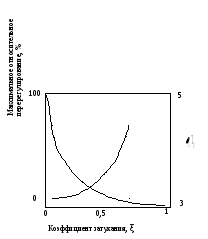 Максимальное относительное
перерегулирование, %
100
5
0
3
0
0,5
1
Коэффициент затухания, ξ